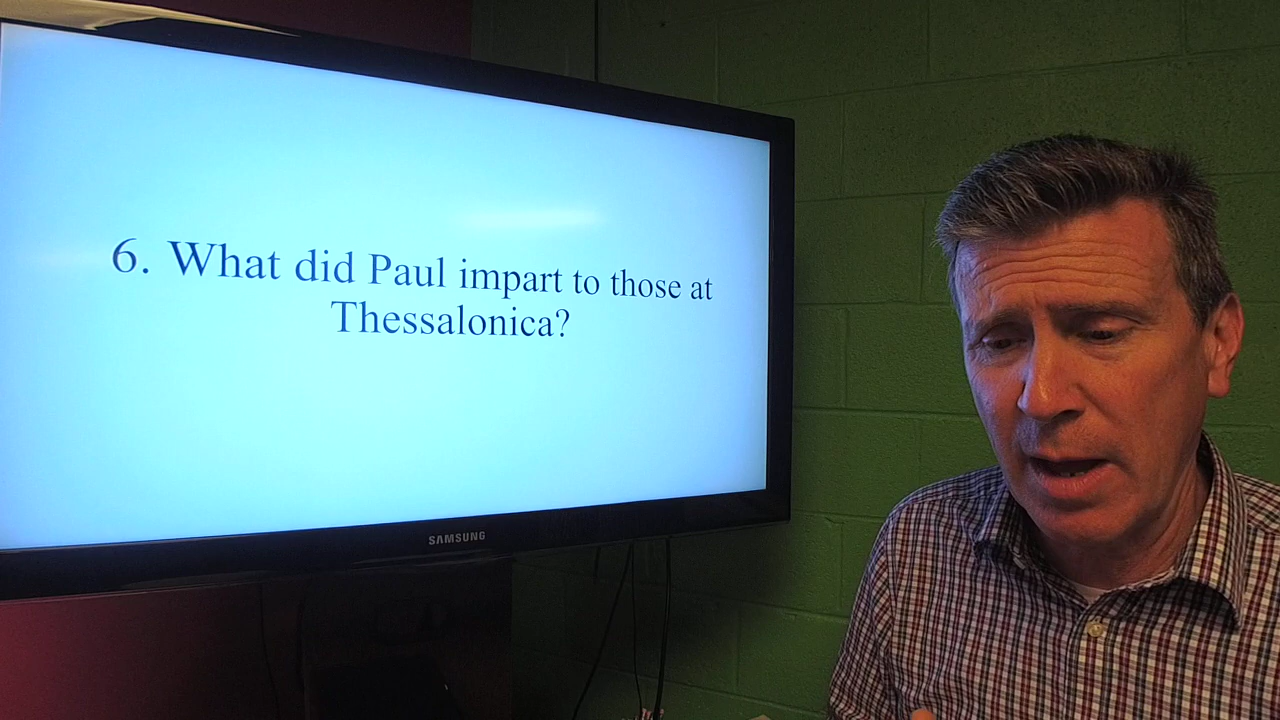 6. What did Paul impart to those at
Thessalonica?
SAMSUNG